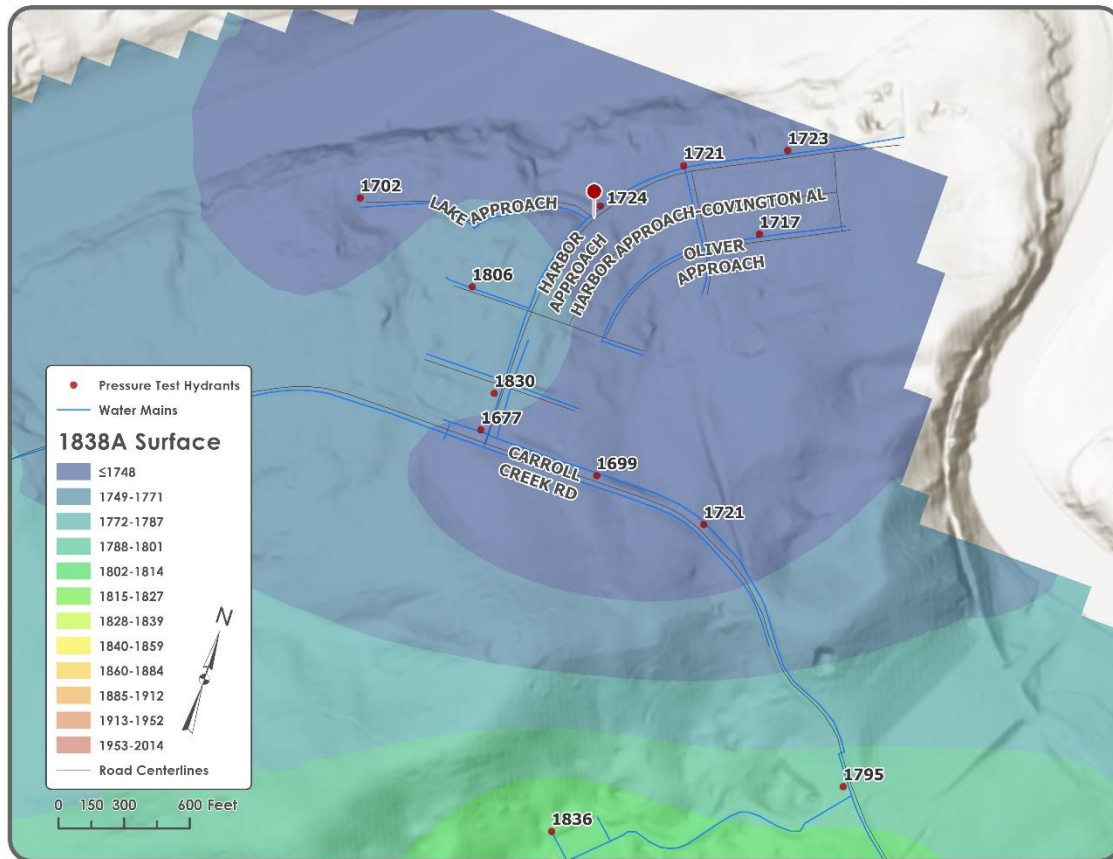 1723
1721
1702
1724
LAKE APPROACH
HARBOR APPROACH-COVINGTON AL
1717
HARBOR
APPROACH
OLIVER
APPROACH
1806
1830
1677
CARROLL
CREEK RD
1699
1721
1795
1836
Pressure Test Hydrants
Water Mains
1838A Surface
≤1748
1749-1771
1772-1787
1788-1801
1802-1814
1815-1827
1828-1839
1840-1859
1860-1884
1885-1912
1913-1952
1953-2014
Road Centerlines
N
0 150 300 600 Feet